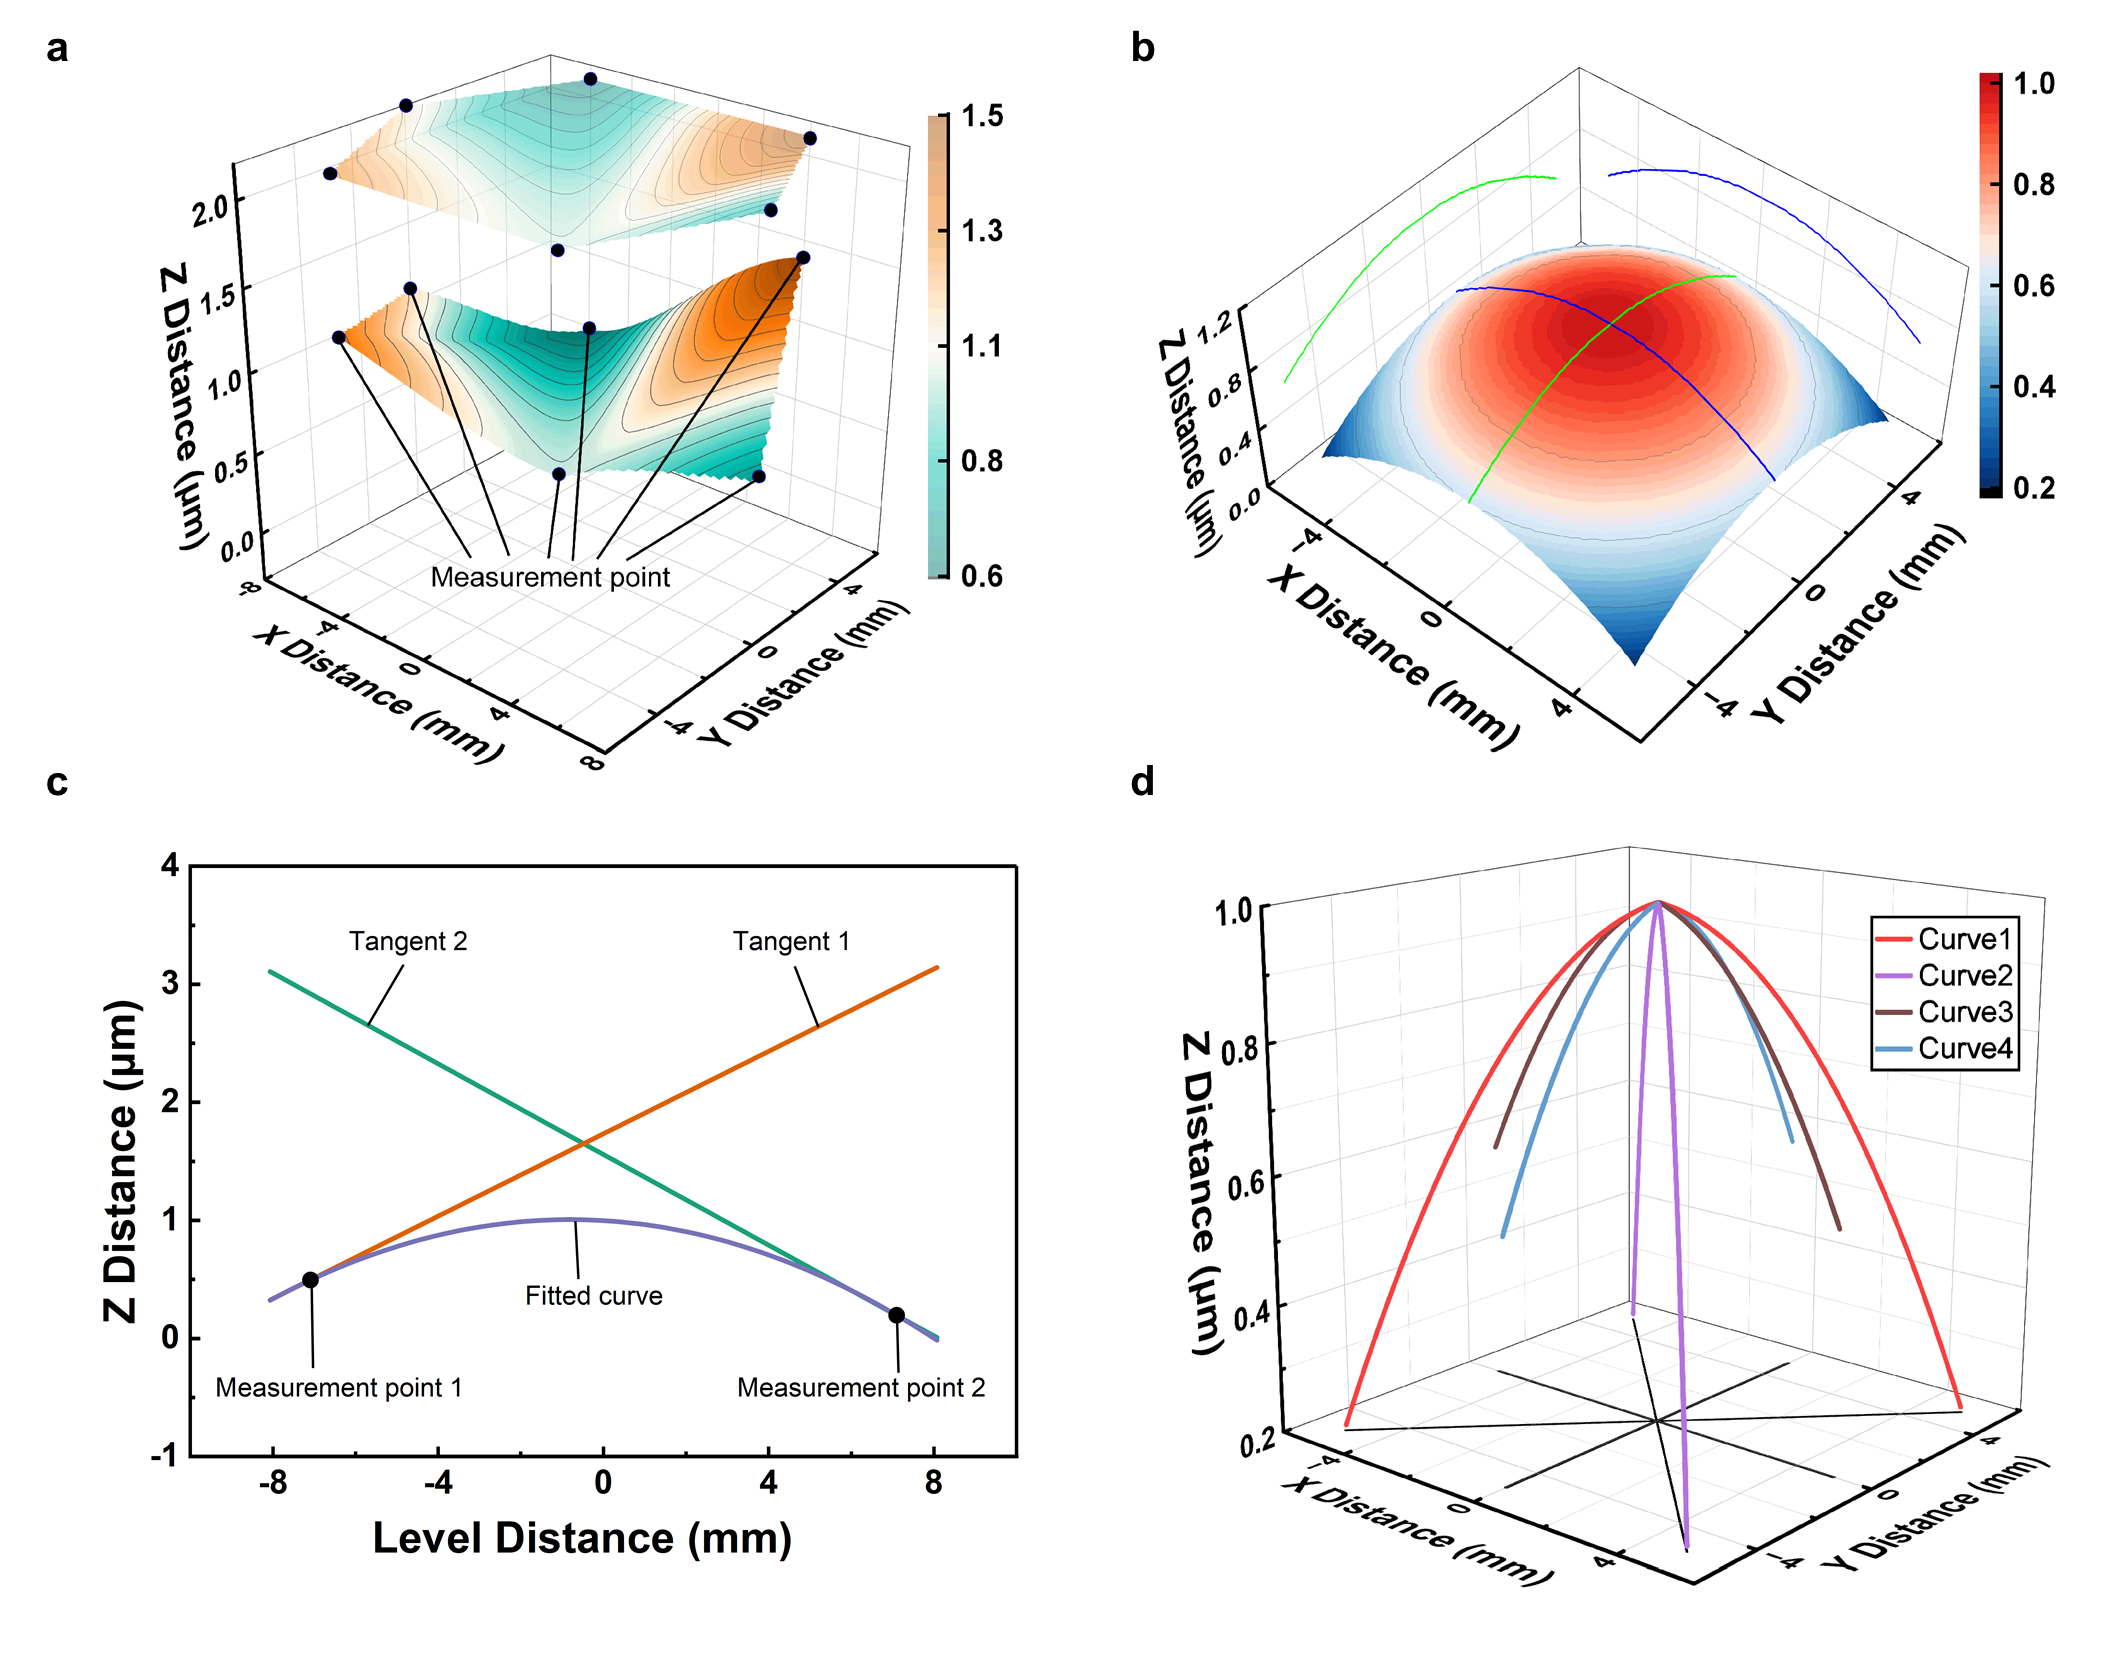 a
2.0
1.5
1.0
0.5
0.0
Z Distance (μm)
8
-4
0
4
8
X Distance (mm)
-4
0
4
Y Distance (mm)
Measurement point
1.5
1.3
1.1
0.8
0.6
b
1.2
0.8
0.4
0.0
Z Distance (μm)
-4
0
4
X Distance (mm)
-4
0
4
Y Distance (mm)
1.0
0.8
0.6
0.4
0.2
c
4
3
2
1
0
-1
Z Distance (μm)
Tangent 2
Tangent 1
Fitted curve
Measurement point 1
Measurement point 2
-8
-4
0
4
8
Level Distance (mm)
d
1.0
0.8
0.6
0.4
0.2
Z Distance (μm)
Curve1
Curve2
Curve3
Curve4
-4
0
4
X Distance (mm)
-4
0
4
Y Distance (mm)